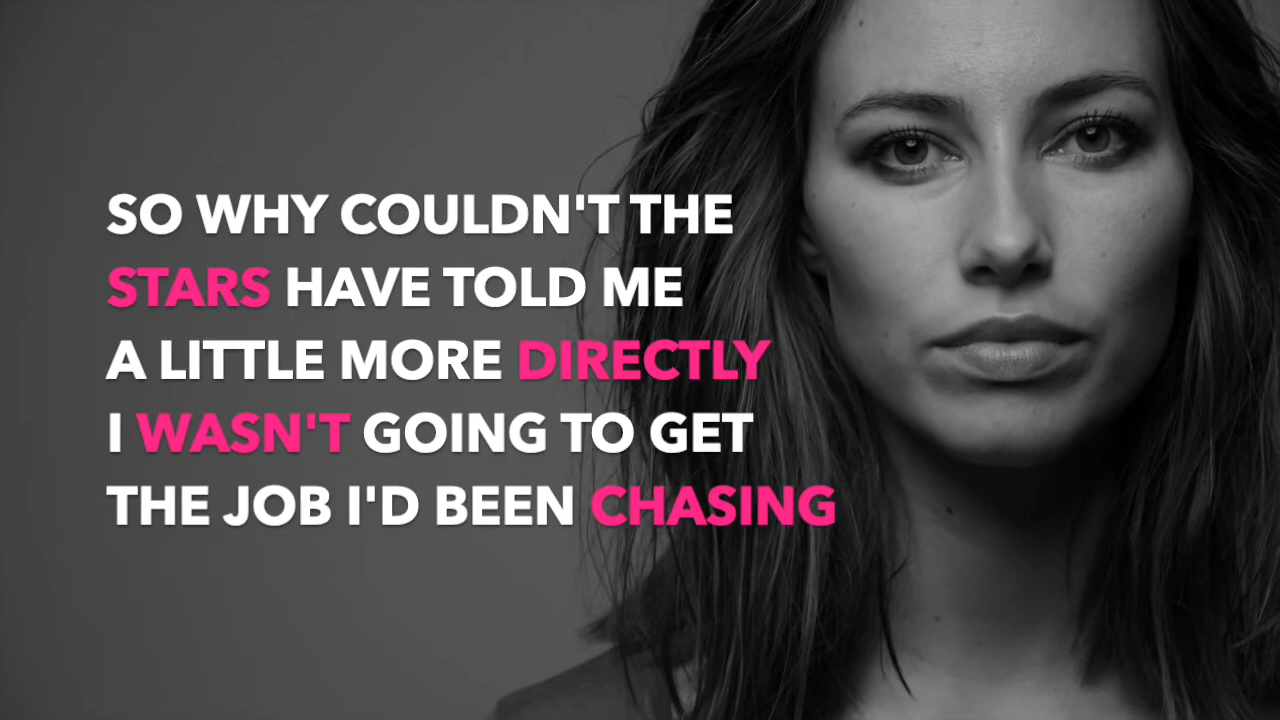 SO WHY COULDN'T THE
STARS HAVE TOLD ME
A LITTLE MORE DIRECTLY
I WASN'T GOING TO GET
THE JOB I'D BEEN CHASING